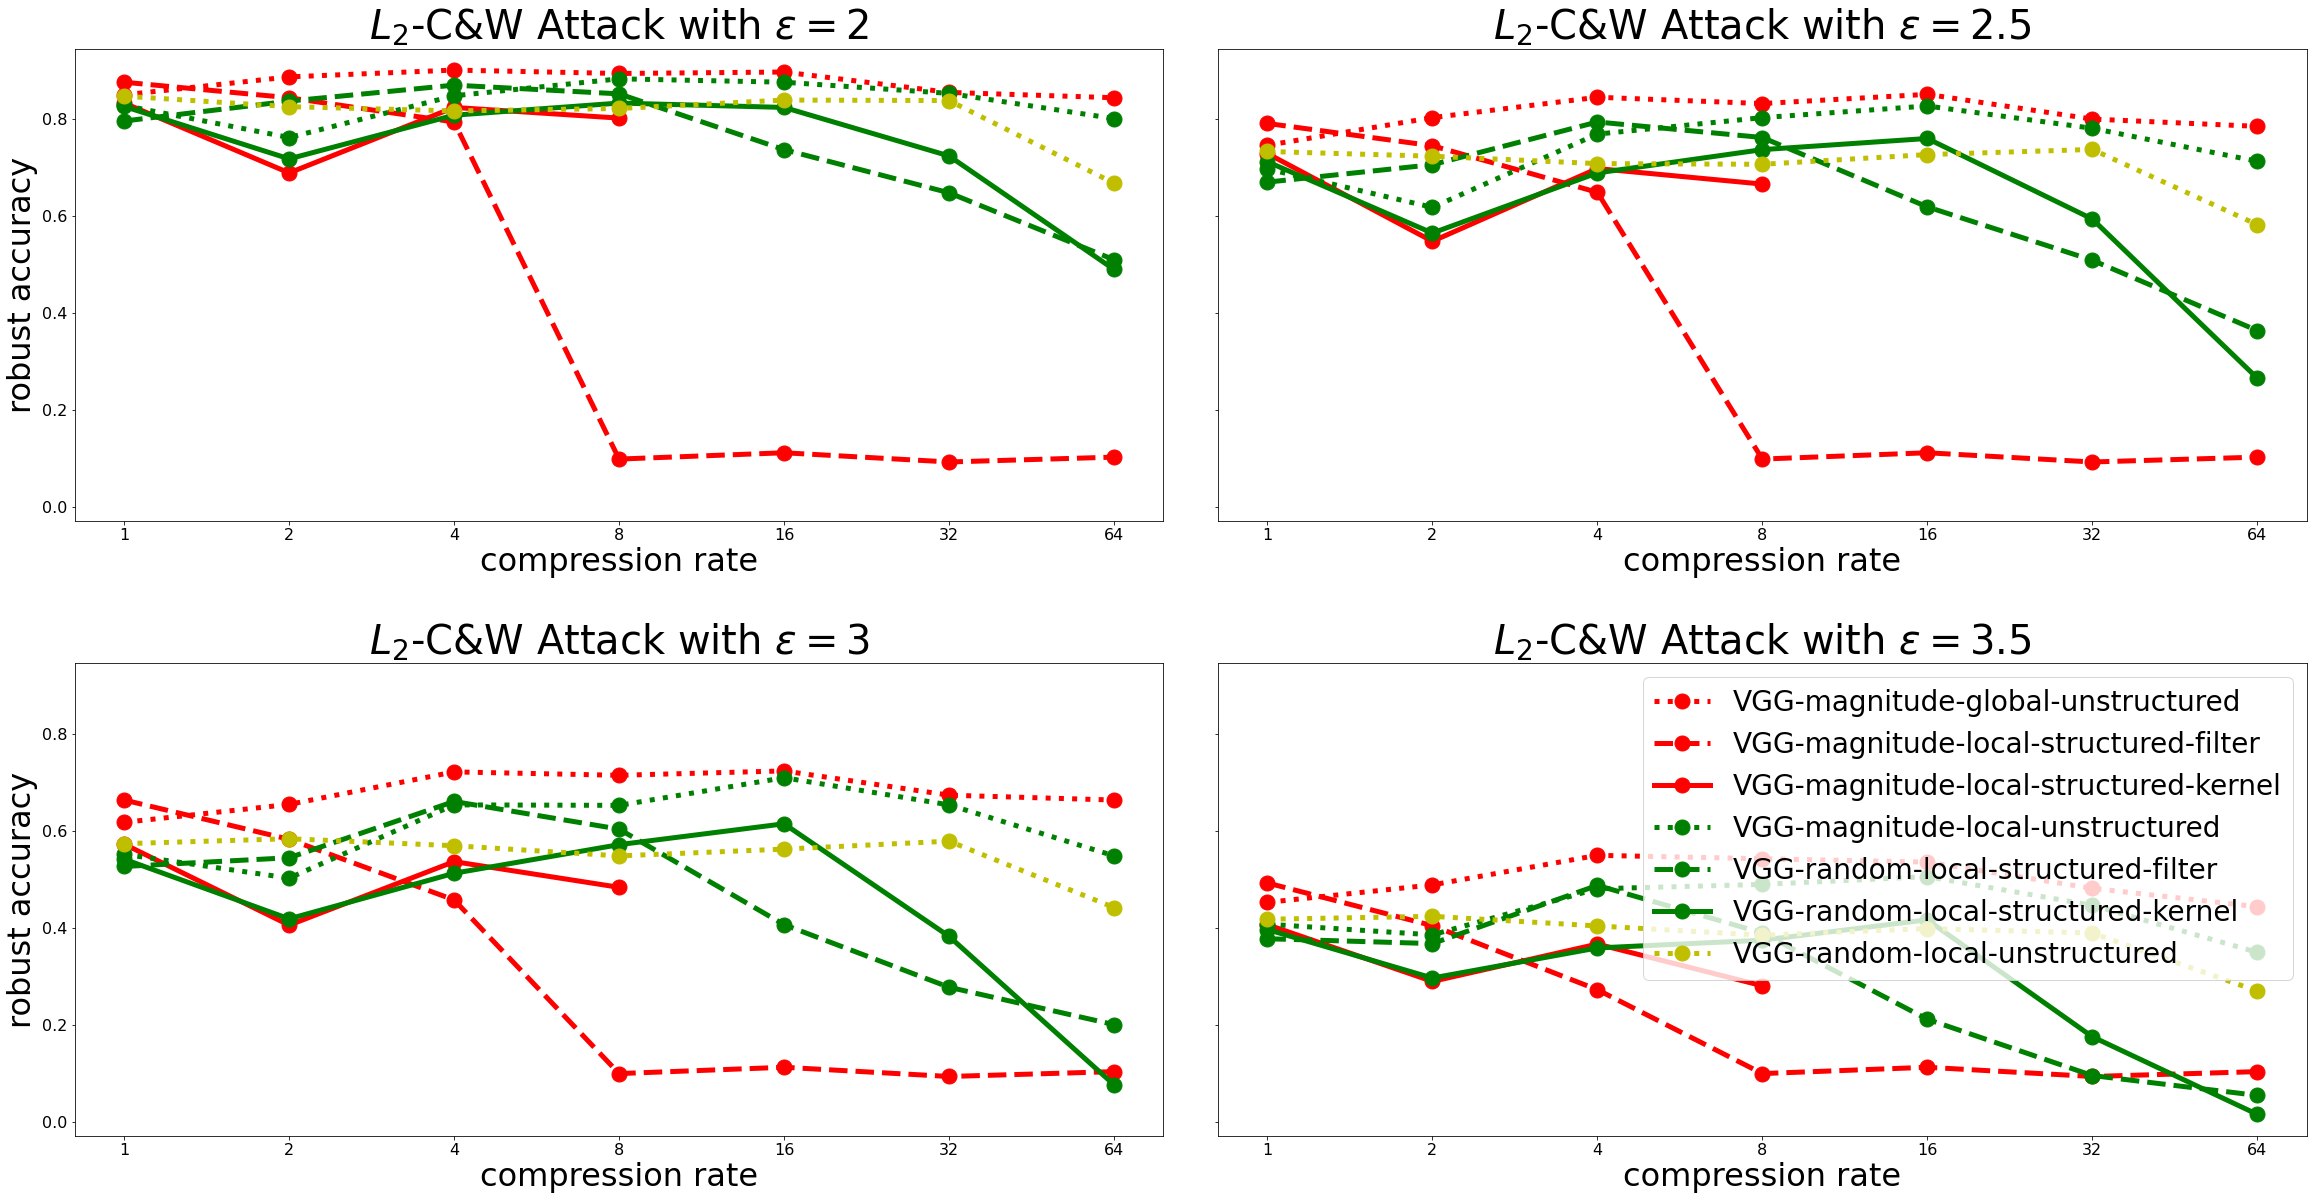 L₂-C&W Attack with ε = 2
robust accuracy
0.8
0.6
0.4
0.2
0.0
1 2 4 8 16 32 64
compression rate
L₂-C&W Attack with ε = 2.5
1 2 4 8 16 32 64
compression rate
L₂-C&W Attack with ε = 3
robust accuracy
0.8
0.6
0.4
0.2
0.0
1 2 4 8 16 32 64
compression rate
L₂-C&W Attack with ε = 3.5
VGG-magnitude-global-unstructured
VGG-magnitude-local-structured-filter
VGG-magnitude-local-structured-kernel
VGG-magnitude-local-unstructured
VGG-random-local-structured-filter
VGG-random-local-structured-kernel
VGG-random-local-unstructured
1 2 4 8 16 32 64
compression rate